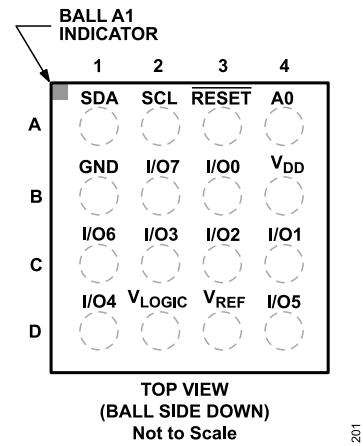 BALL A1
INDICATOR
1 2 3 4
A SDA SCL RESET A0
B GND I/O7 I/O0 VDD
C I/O6 I/O3 I/O2 I/O1
D I/O4 VLOGIC VREF I/O5
TOP VIEW
(BALL SIDE DOWN)
Not to Scale
201